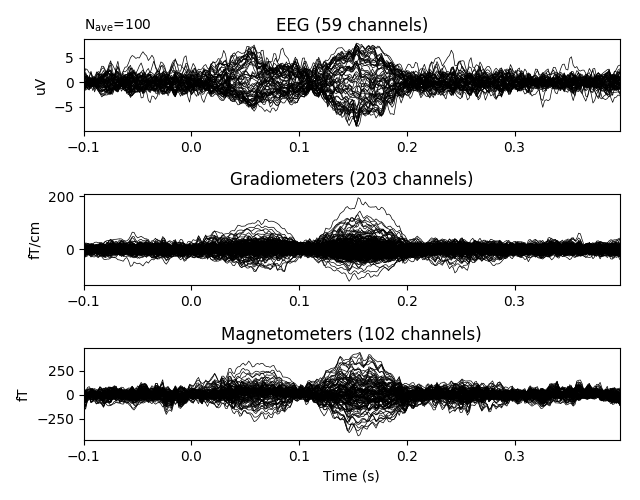 N_ave=100
EEG (59 channels)
5
0
−5
uV
−0.1 0.0 0.1 0.2 0.3
Gradiometers (203 channels)
200
0
fT/cm
−0.1 0.0 0.1 0.2 0.3
Magnetometers (102 channels)
250
0
−250
fT
−0.1 0.0 0.1 0.2 0.3
Time (s)